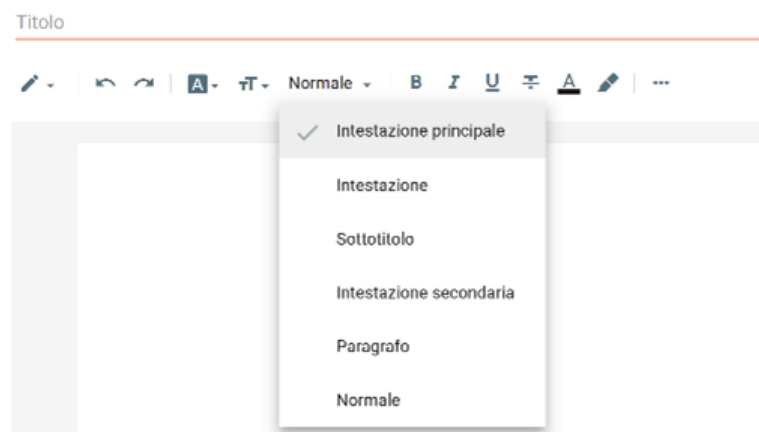 Titolo
A T Normale B I U A ...
Intestazione principale
Intestazione
Sottotitolo
Intestazione secondaria
Paragrafo
Normale